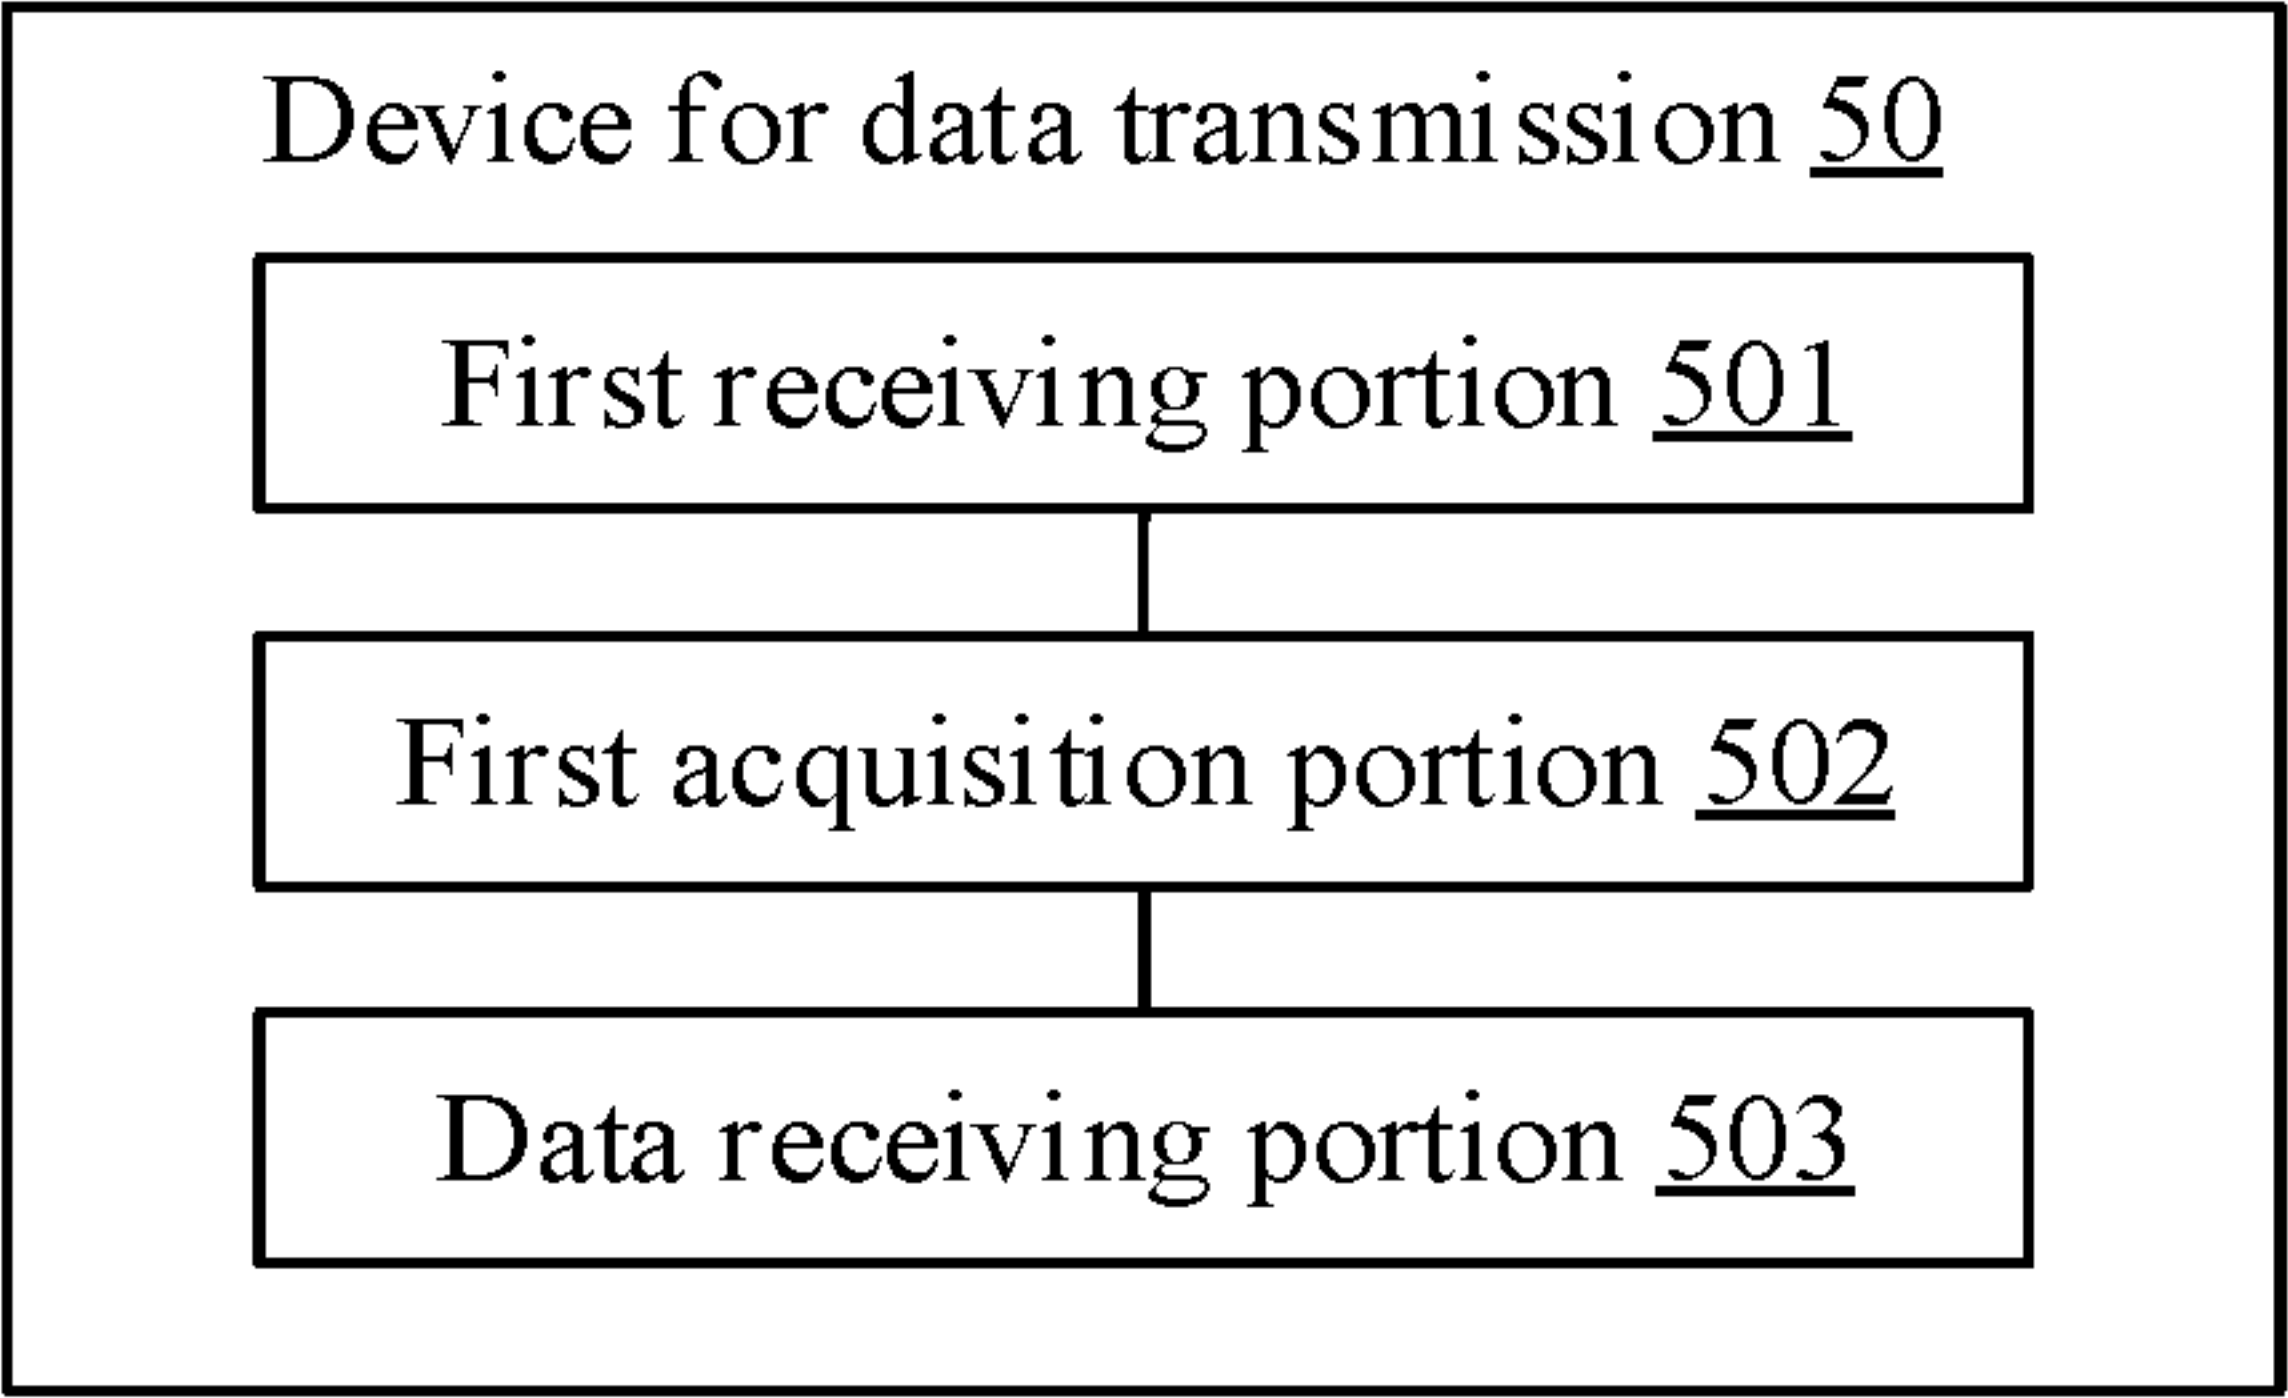 Device for data transmission 50
First receiving portion 501
First acquisition portion 502
Data receiving portion 503